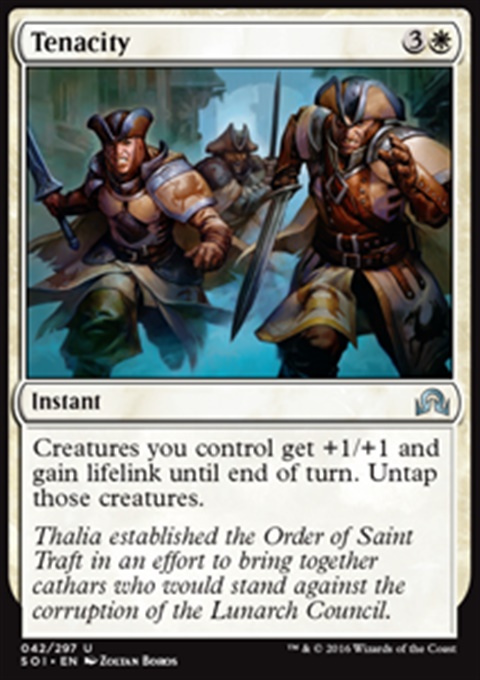 Tenacity 3
Instant
Creatures you control get +1/+1 and
gain lifelink until end of turn. Untap
those creatures.
Thalia established the Order of Saint
Traft in an effort to bring together
cathars who would stand against the
corruption of the Lunarch Council.
042/297 U
SOI • EN Zoltan Boros
™ & © 2016 Wizards of the Coast